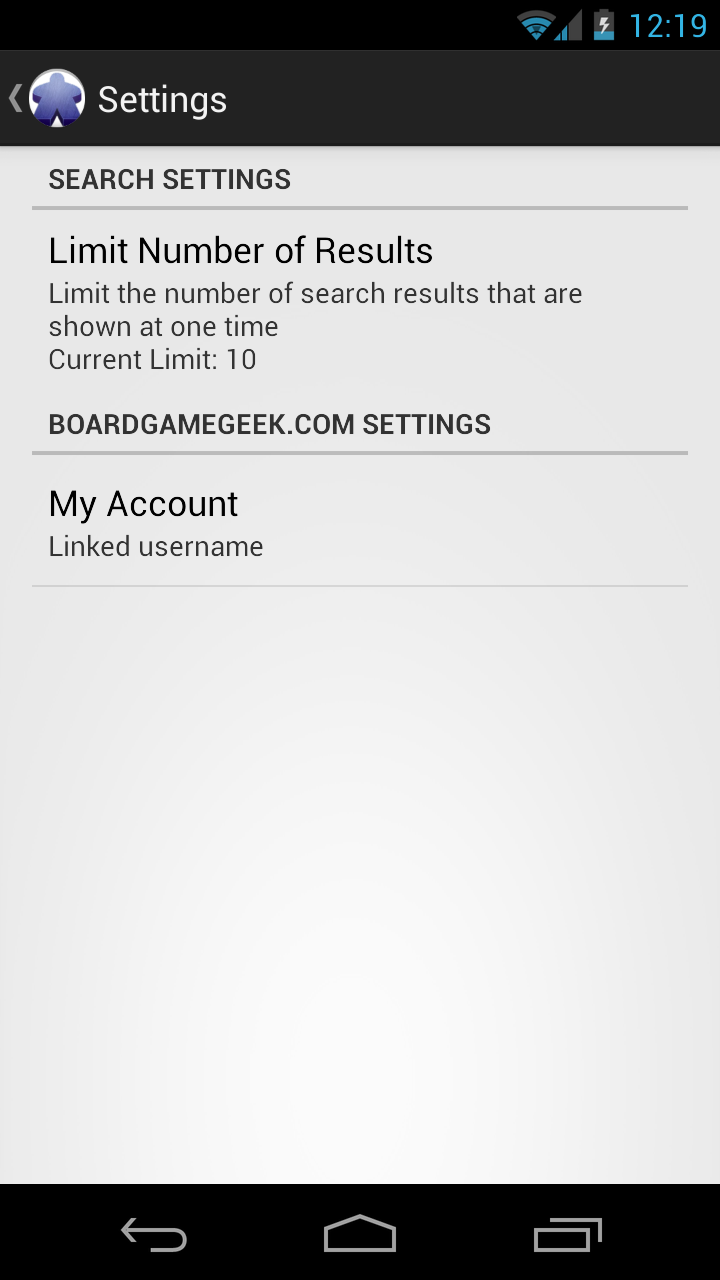 12:19
Settings
SEARCH SETTINGS
Limit Number of Results
Limit the number of search results that are
shown at one time
Current Limit: 10
BOARDGAMEGEEK.COM SETTINGS
My Account
Linked username